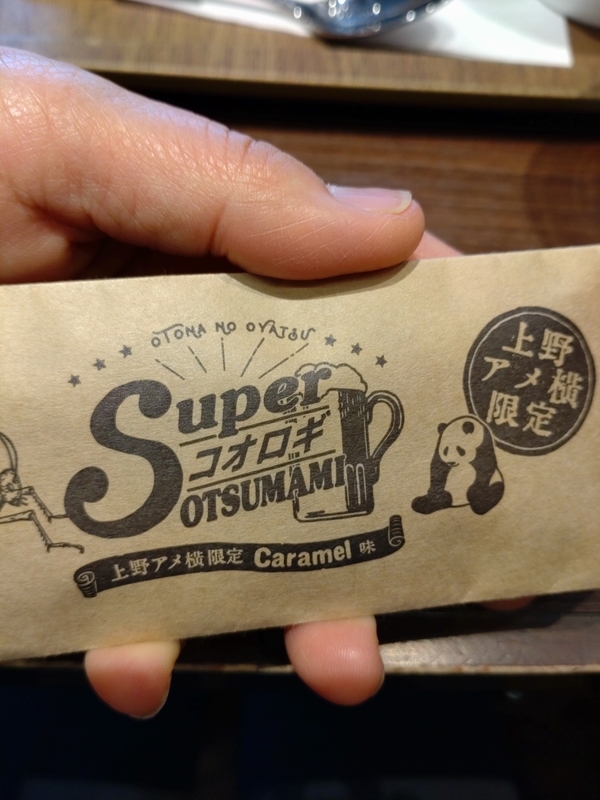 OTONA NO OYATSU
Super
コオロギ
OTSUMAMI
上野アメ横限定 Caramel 味
上野
アメ横
限定